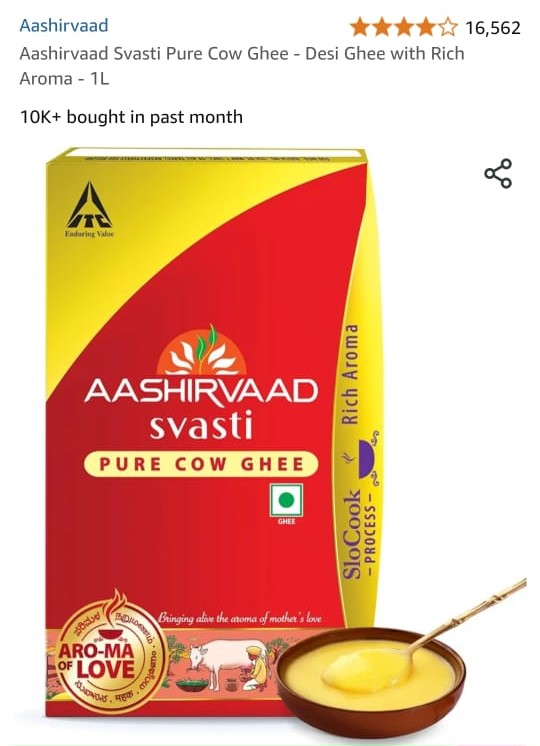 Aashirvaad
16,562
Aashirvaad Svasti Pure Cow Ghee - Desi Ghee with Rich
Aroma - 1L
10K+ bought in past month
ITC
Enduring Value
AASHIRVAAD
svasti
PURE COW GHEE
GHEE
Rich Aroma
SloCook
– PROCESS –
Bringing alive the aroma of mother's love
ARO-MA
OF LOVE
महक